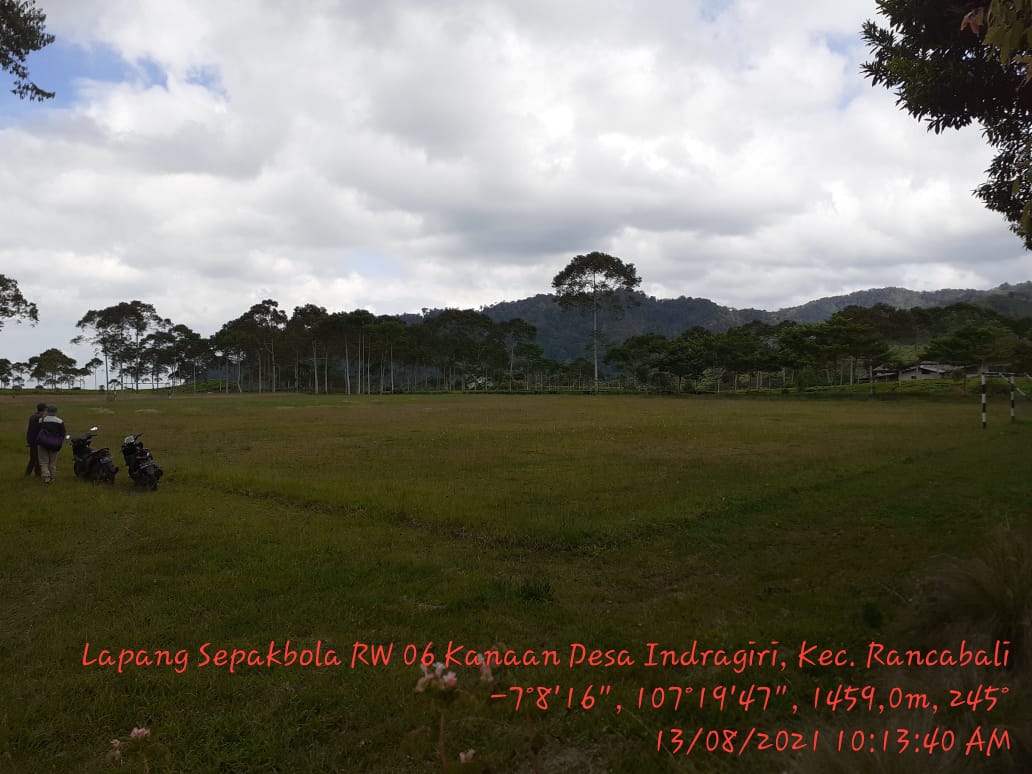 Lapang Sepakbola RW 06 Kanaan Desa Indragiri, Kec. Rancabali
-7°8'16", 107°19'47", 1459,0m, 245°
13/08/2021 10:13:40 AM